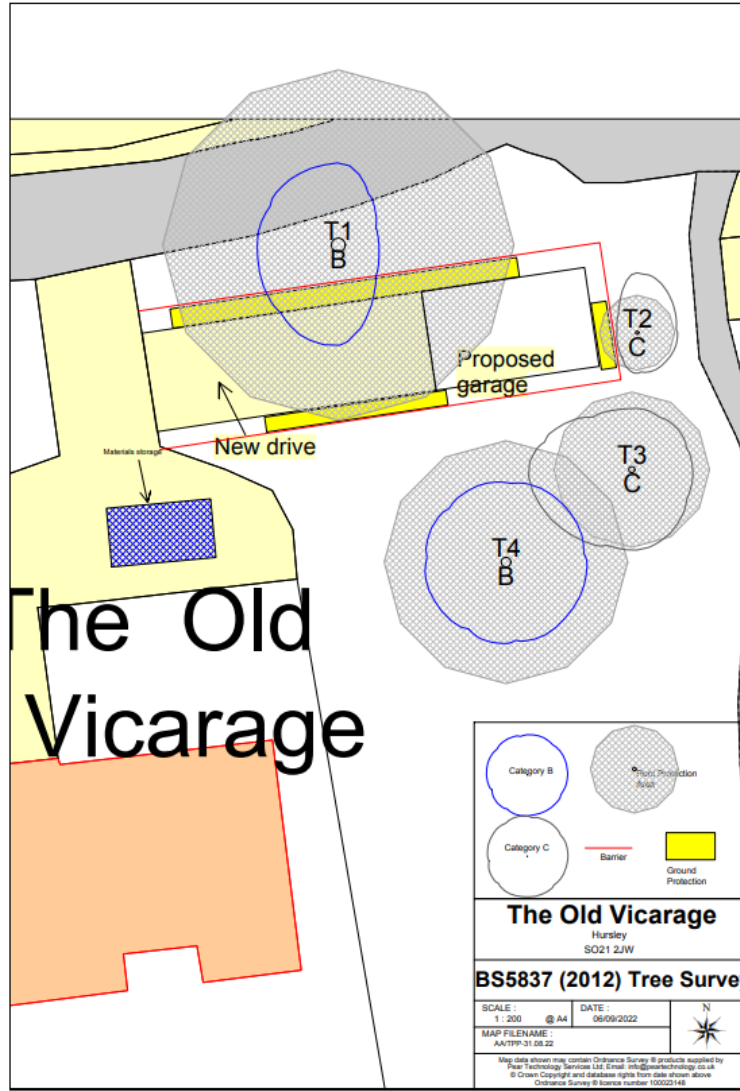 T1
B
T2
C
Proposed
garage
New drive
Materials storage
T3
C
T4
B
The Old
Vicarage
Category B
Root Protection
Area
Category C
Barrier
Ground
Protection
The Old Vicarage
Hursley
SO21 2JW
BS5837 (2012) Tree Surve
SCALE :
1 : 200 @ A4
DATE :
06/09/2022
N
MAP FILENAME :
AA/TPP-31.08.22
Map data shown may contain Ordnance Survey ® products supplied by
Pear Technology Services Ltd; Email: info@peartechnology.co.uk
© Crown Copyright and database rights from date shown above
Ordnance Survey ® licence number 100023148